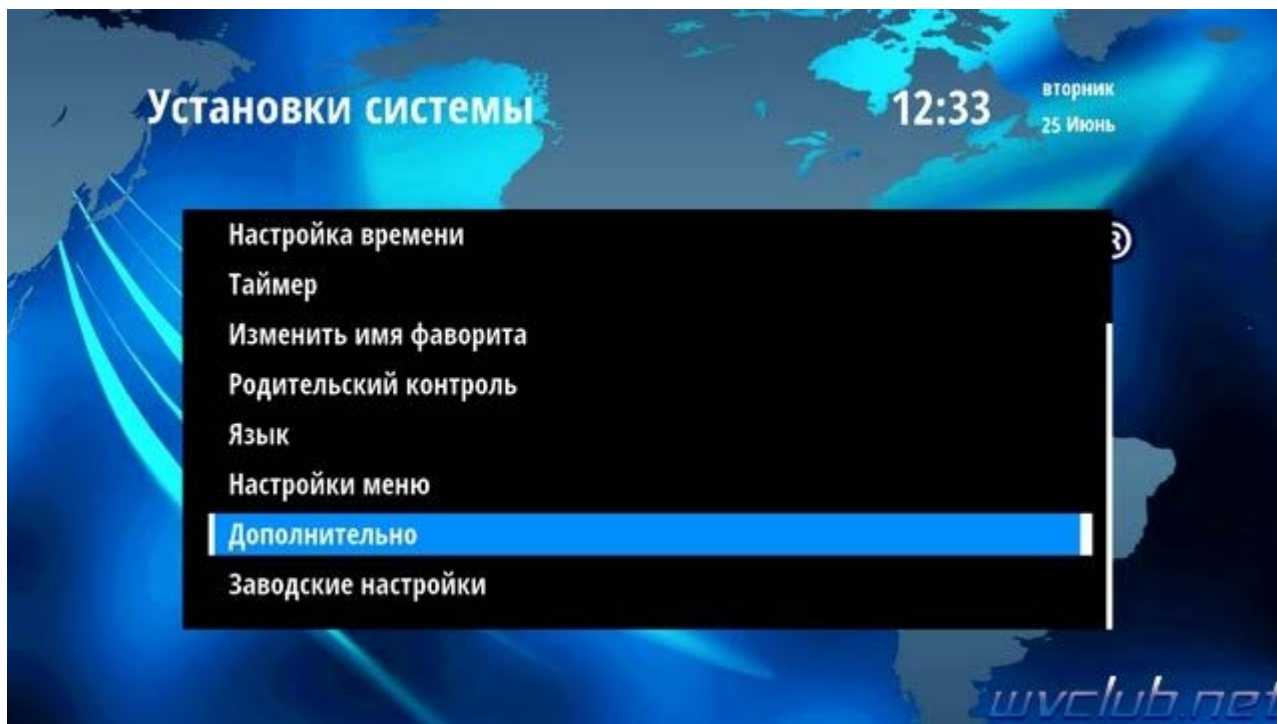 Установки системы
12:33
вторник
25 Июнь
®
Настройка времени
Таймер
Изменить имя фаворита
Родительский контроль
Язык
Настройки меню
Дополнительно
Заводские настройки
wvclub.net